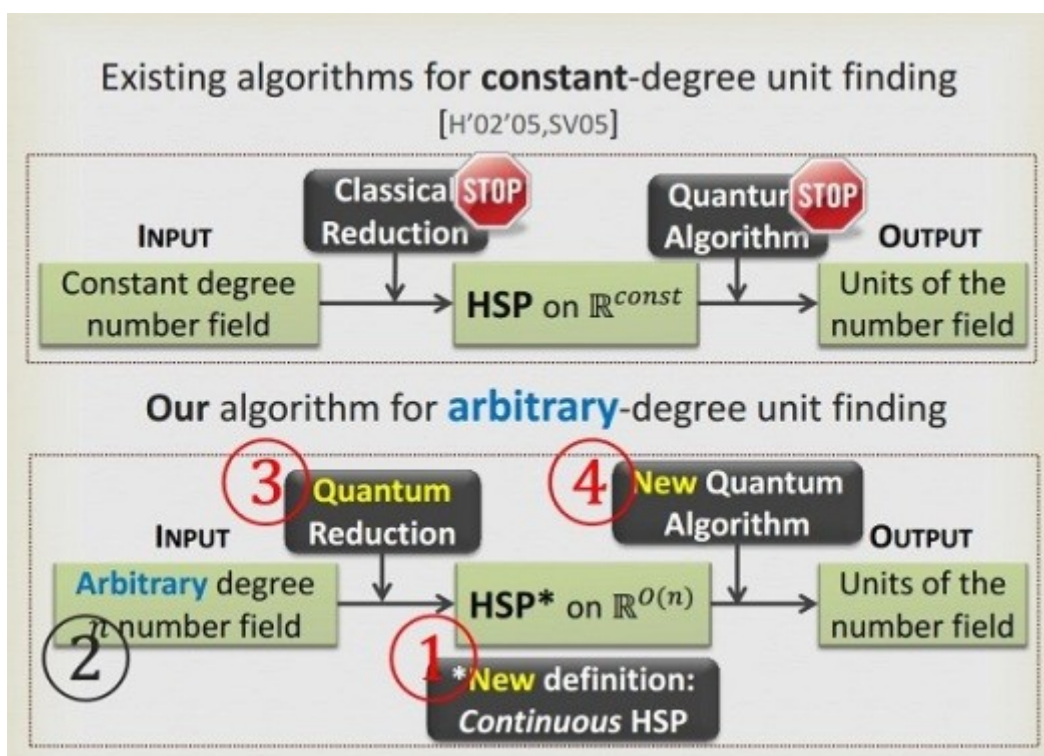 Existing algorithms for constant-degree unit finding
[H'02'05,SV05]
Classical
Reduction
STOP
Quantum
Algorithm
STOP
INPUT
OUTPUT
Constant degree
number field
HSP on ℝ^const
Units of the
number field
Our algorithm for arbitrary-degree unit finding
3
Quantum
Reduction
4
New Quantum
Algorithm
INPUT
OUTPUT
Arbitrary degree
n number field
HSP* on ℝ^O(n)
Units of the
number field
2
1
*New definition:
Continuous HSP